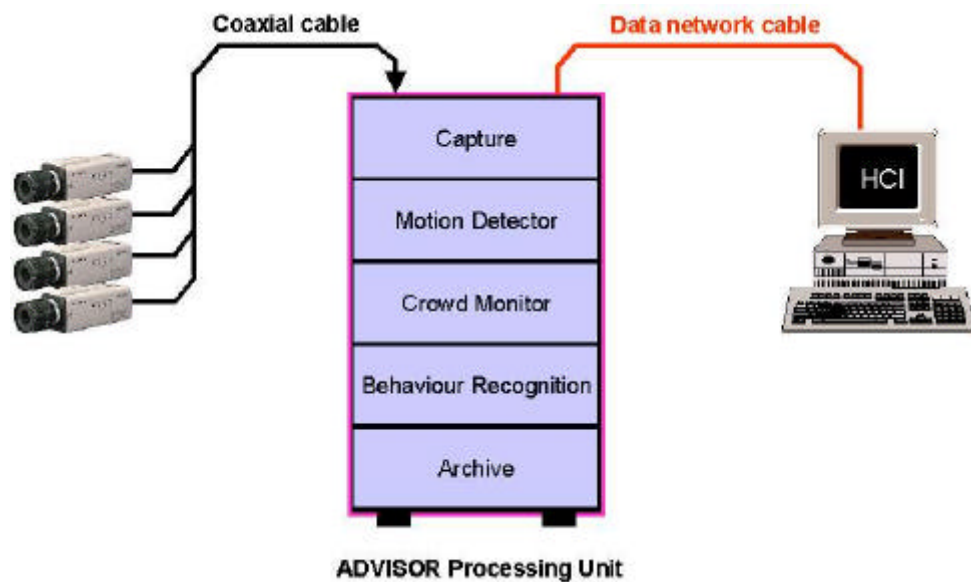 Coaxial cable
Data network cable
Capture
Motion Detector
Crowd Monitor
Behaviour Recognition
Archive
HCI
ADVISOR Processing Unit